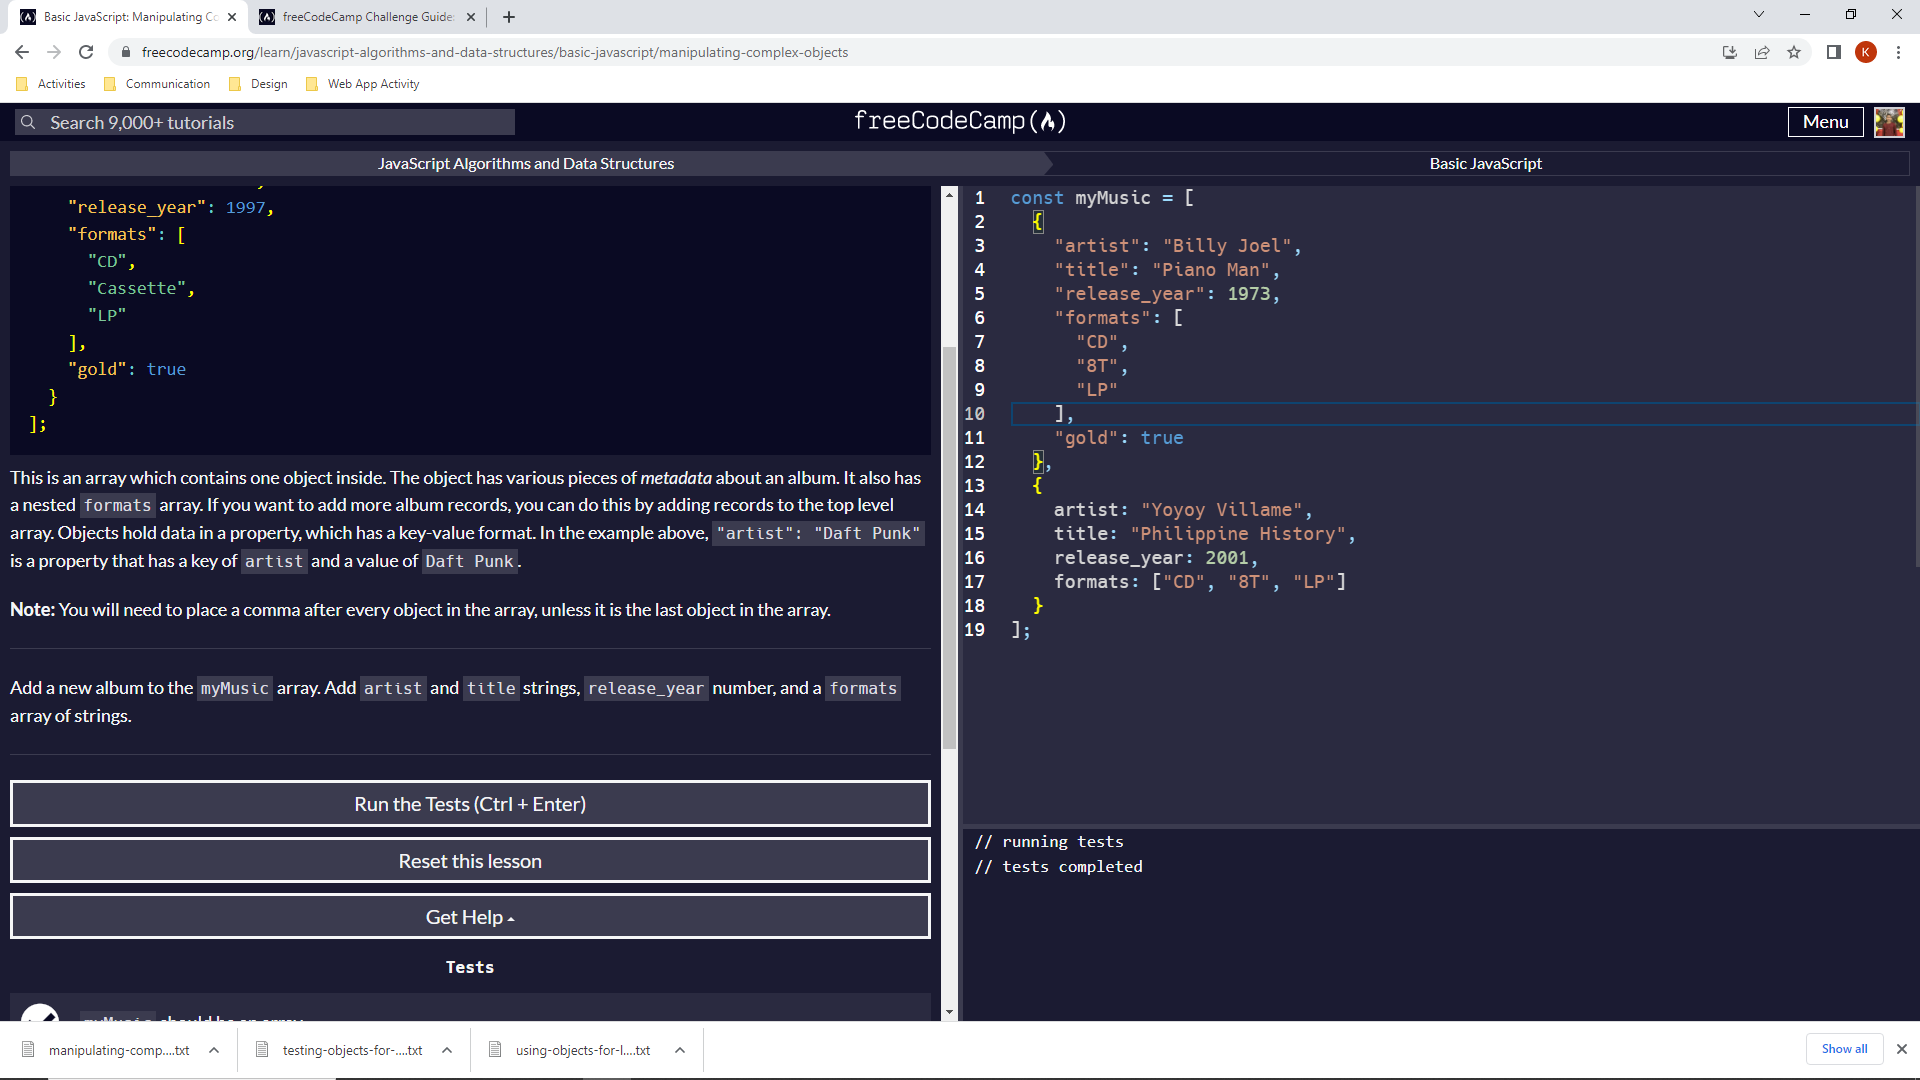 Basic JavaScript: Manipulating Co
freeCodeCamp Challenge Guide:
freecodecamp.org/learn/javascript-algorithms-and-data-structures/basic-javascript/manipulating-complex-objects
K
Activities
Communication
Design
Web App Activity
Search 9,000+ tutorials
freeCodeCamp
Menu
JavaScript Algorithms and Data Structures
Basic JavaScript
"release_year": 1997,
"formats": [
"CD",
"Cassette",
"LP"
],
"gold": true
}
];
This is an array which contains one object inside. The object has various pieces of metadata about an album. It also has
a nested formats array. If you want to add more album records, you can do this by adding records to the top level
array. Objects hold data in a property, which has a key-value format. In the example above, "artist": "Daft Punk"
is a property that has a key of artist and a value of Daft Punk.
Note: You will need to place a comma after every object in the array, unless it is the last object in the array.
Add a new album to the myMusic array. Add artist and title strings, release_year number, and a formats
array of strings.
Run the Tests (Ctrl + Enter)
Reset this lesson
Get Help
Tests
myMusic should be an array
1 const myMusic = [
2 {
3 "artist": "Billy Joel",
4 "title": "Piano Man",
5 "release_year": 1973,
6 "formats": [
7 "CD",
8 "8T",
9 "LP"
10 ],
11 "gold": true
12 },
13 {
14 artist: "Yoyoy Villame",
15 title: "Philippine History",
16 release_year: 2001,
17 formats: ["CD", "8T", "LP"]
18 }
19 ];
// running tests
// tests completed
manipulating-comp....txt
testing-objects-for-....txt
using-objects-for-l....txt
Show all